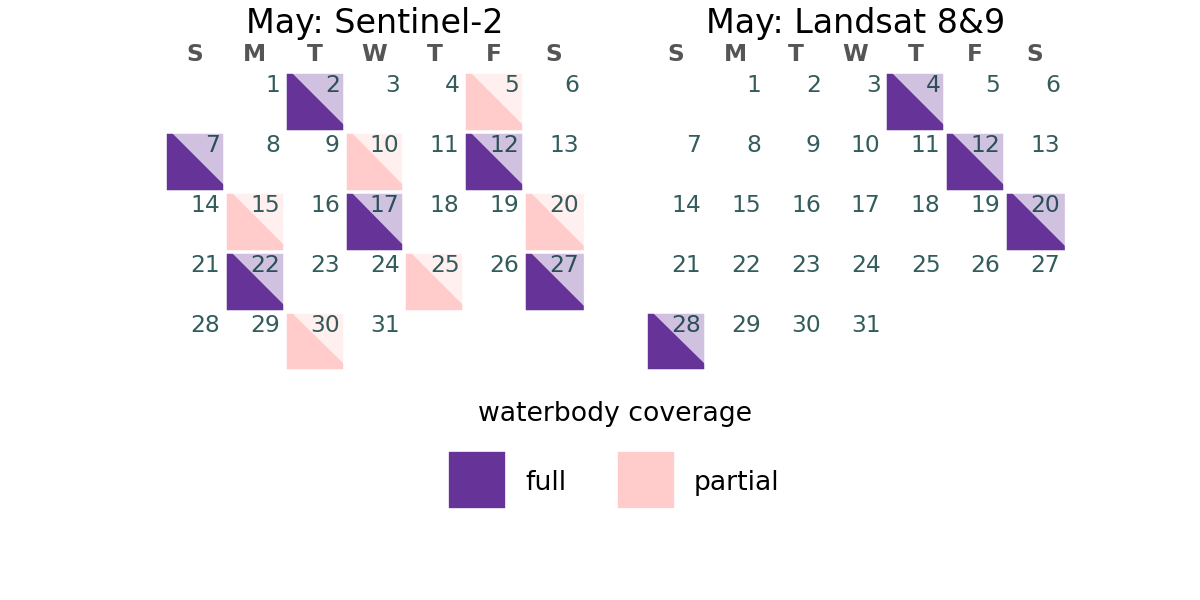 May: Sentinel-2
S M T W T F S
1 2 3 4 5 6
7 8 9 10 11 12 13
14 15 16 17 18 19 20
21 22 23 24 25 26 27
28 29 30 31
May: Landsat 8&9
S M T W T F S
1 2 3 4 5 6
7 8 9 10 11 12 13
14 15 16 17 18 19 20
21 22 23 24 25 26 27
28 29 30 31
waterbody coverage
full partial